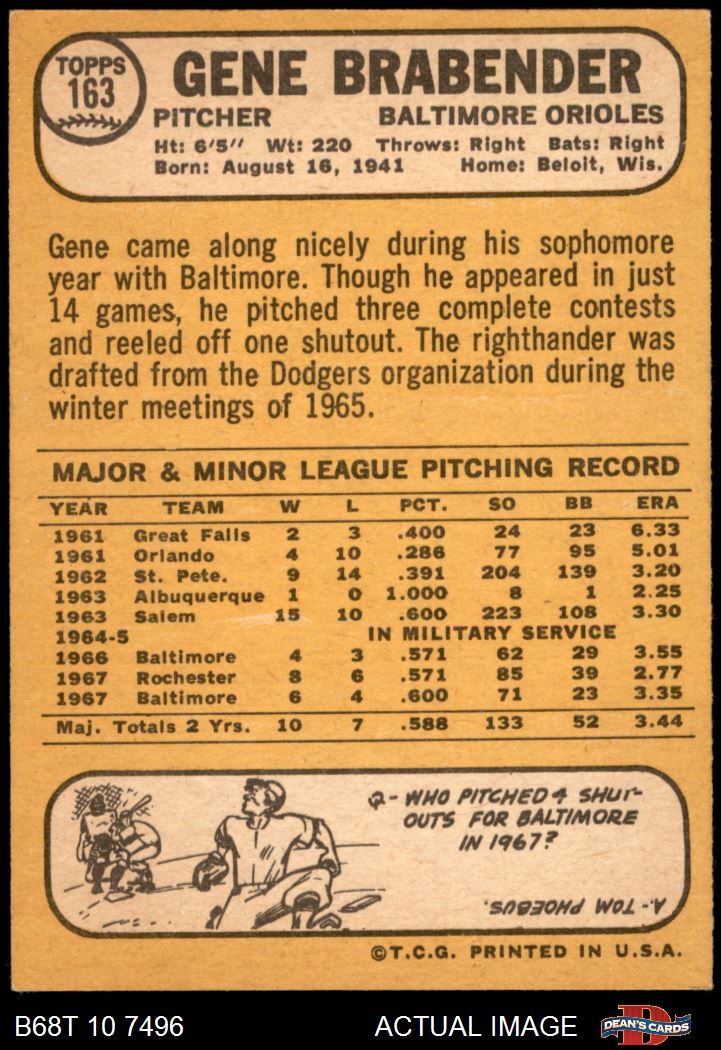 TOPPS
163
GENE BRABENDER
PITCHER BALTIMORE ORIOLES
Ht: 6'5" Wt: 220 Throws: Right Bats: Right
Born: August 16, 1941 Home: Beloit, Wis.
Gene came along nicely during his sophomore
year with Baltimore. Though he appeared in just
14 games, he pitched three complete contests
and reeled off one shutout. The righthander was
drafted from the Dodgers organization during the
winter meetings of 1965.
MAJOR & MINOR LEAGUE PITCHING RECORD
YEAR TEAM W L PCT. SO BB ERA
1961 Great Falls 2 3 .400 24 23 6.33
1961 Orlando 4 10 .286 77 95 5.01
1962 St. Pete. 9 14 .391 204 139 3.20
1963 Albuquerque 1 0 1.000 8 1 2.25
1963 Salem 15 10 .600 223 108 3.30
1964-5 IN MILITARY SERVICE
1966 Baltimore 4 3 .571 62 29 3.55
1967 Rochester 8 6 .571 85 39 2.77
1967 Baltimore 6 4 .600 71 23 3.35
Maj. Totals 2 Yrs. 10 7 .588 133 52 3.44
Q- WHO PITCHED 4 SHUT-
OUTS FOR BALTIMORE
IN 1967?
A- TOM PHOEBUS.
©T.C.G. PRINTED IN U.S.A.
B68T 10 7496 ACTUAL IMAGE D DEAN'S CARDS